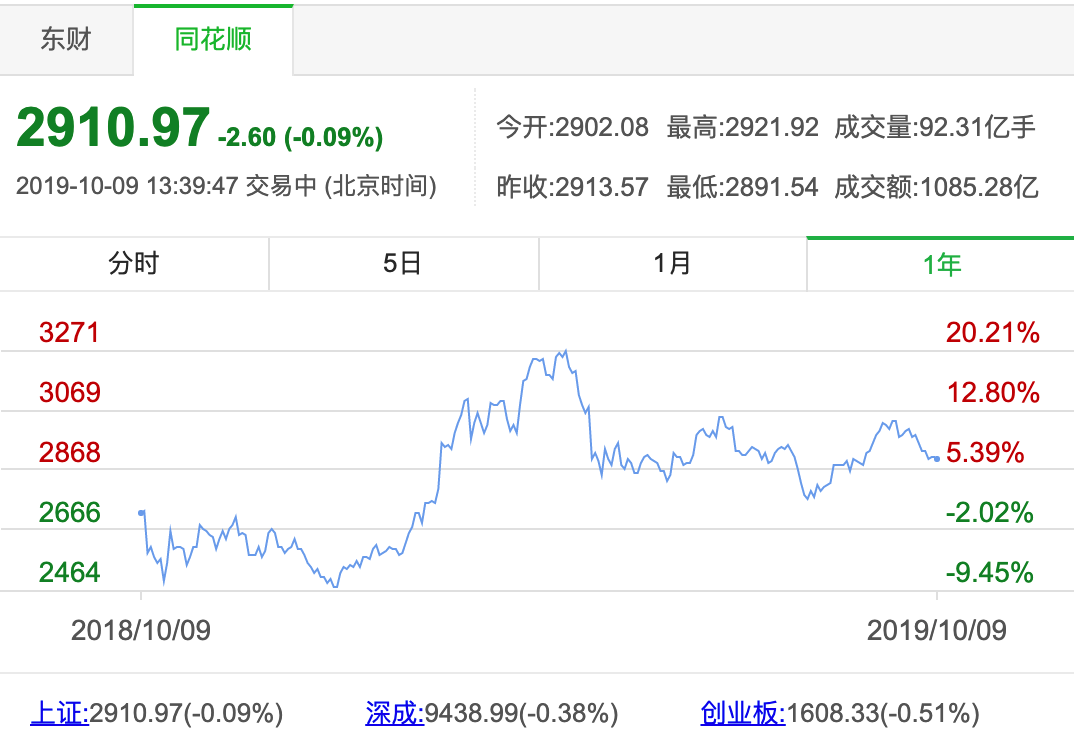 东财 同花顺
2910.97 -2.60 (-0.09%)
今开:2902.08 最高:2921.92 成交量:92.31亿手
2019-10-09 13:39:47 交易中 (北京时间)
昨收:2913.57 最低:2891.54 成交额:1085.28亿
分时 5日 1月 1年
3271 20.21%
3069 12.80%
2868 5.39%
2666 -2.02%
2464 -9.45%
2018/10/09 2019/10/09
上证:2910.97(-0.09%) 深成:9438.99(-0.38%) 创业板:1608.33(-0.51%)